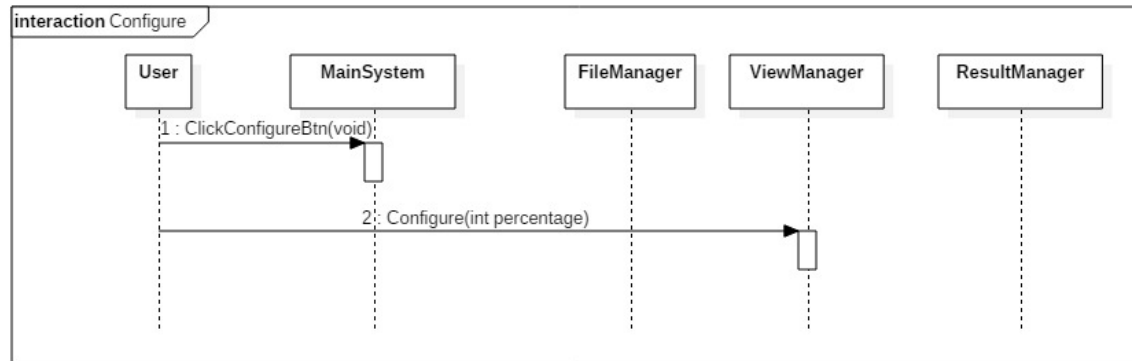 interaction Configure
User
MainSystem
FileManager
ViewManager
ResultManager
1 : ClickConfigureBtn(void)
2 : Configure(int percentage)